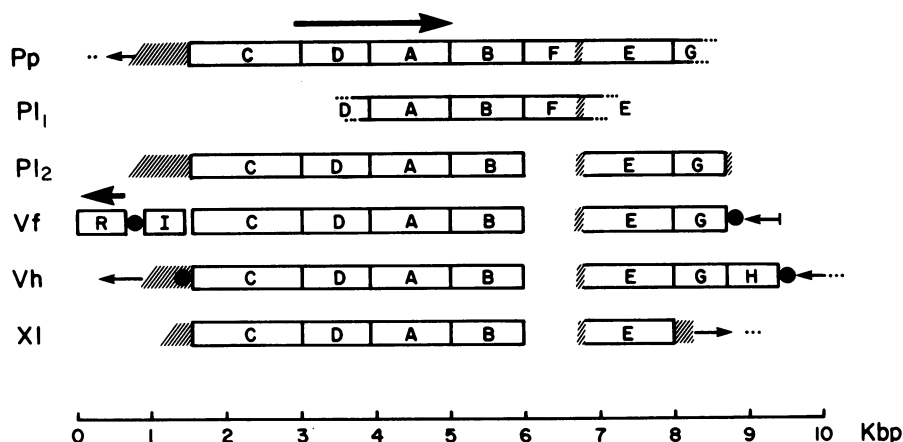 Pp C D A B F E G
Pl1 D A B F E
Pl2 C D A B E G
Vf R I C D A B E G
Vh C D A B E G H
Xl C D A B E
0 1 2 3 4 5 6 7 8 9 10 Kbp